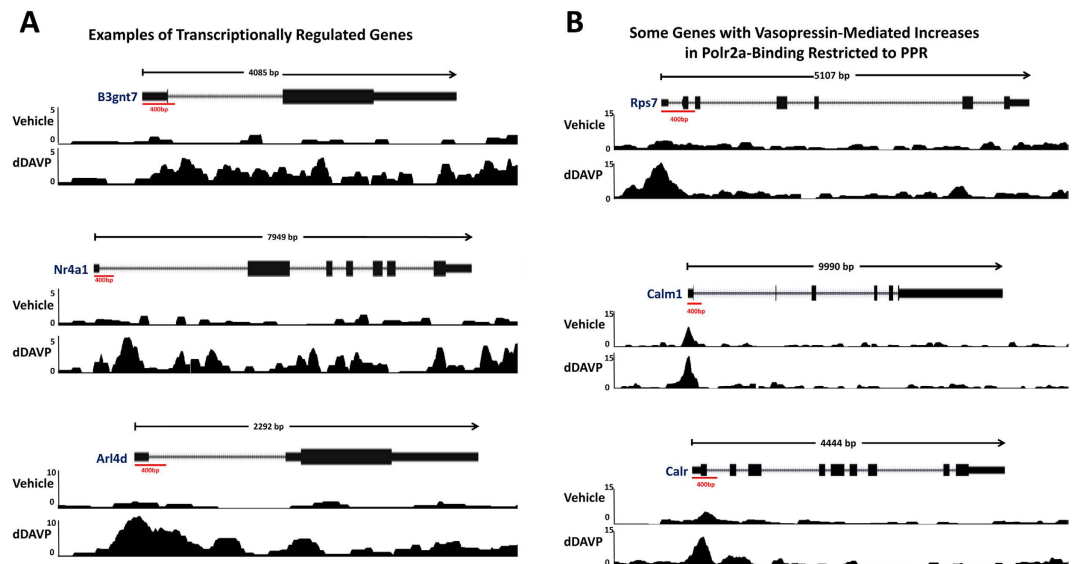 A
Examples of Transcriptionally Regulated Genes
4085 bp
B3gnt7
400bp
5
Vehicle
0
5
dDAVP
0
7949 bp
Nr4a1
400bp
5
Vehicle
0
5
dDAVP
0
2292 bp
Arl4d
400bp
10
Vehicle
0
10
dDAVP
0
B
Some Genes with Vasopressin-Mediated Increases
in Polr2a-Binding Restricted to PPR
5107 bp
Rps7
400bp
15
Vehicle
0
15
dDAVP
0
9990 bp
Calm1
400bp
15
Vehicle
0
15
dDAVP
0
4444 bp
Calr
400bp
15
Vehicle
0
15
dDAVP
0